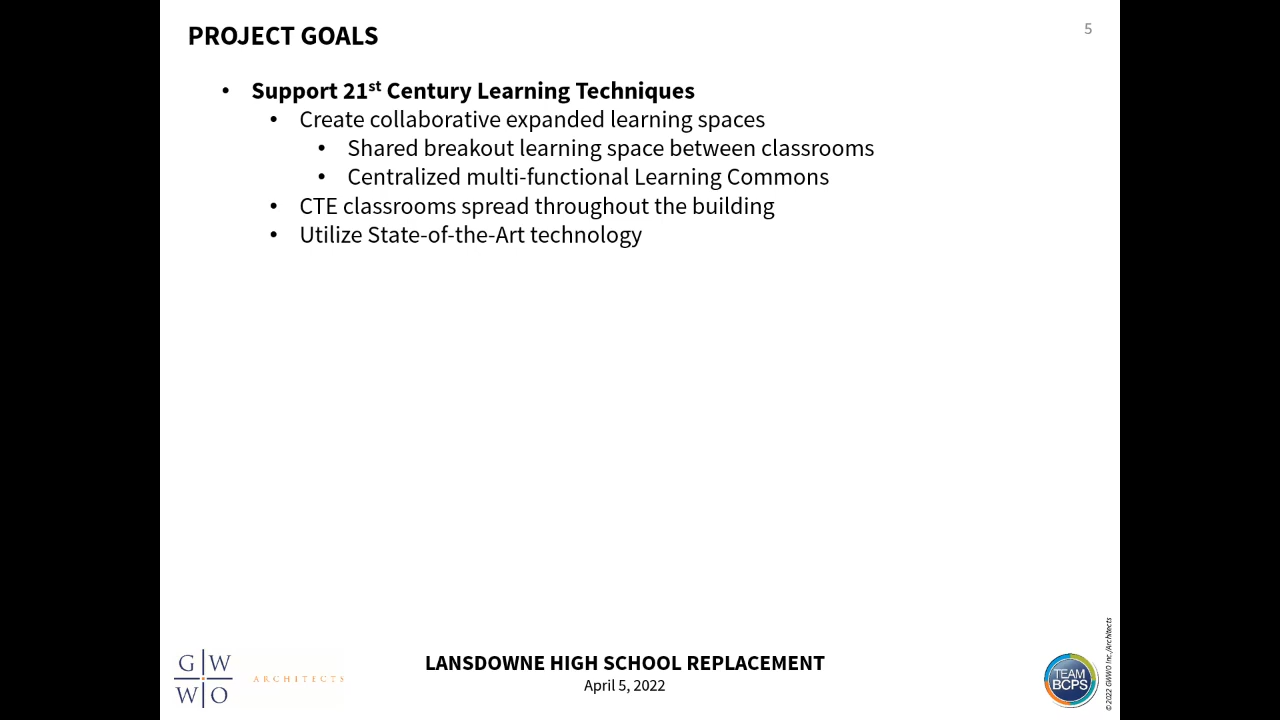 PROJECT GOALS
5
• Support 21st Century Learning Techniques
• Create collaborative expanded learning spaces
• Shared breakout learning space between classrooms
• Centralized multi-functional Learning Commons
• CTE classrooms spread throughout the building
• Utilize State-of-the-Art technology
G W
W O
ARCHITECTS
LANSDOWNE HIGH SCHOOL REPLACEMENT
April 5, 2022
TEAM
BCPS
© 2022 GWWO Inc./Architects